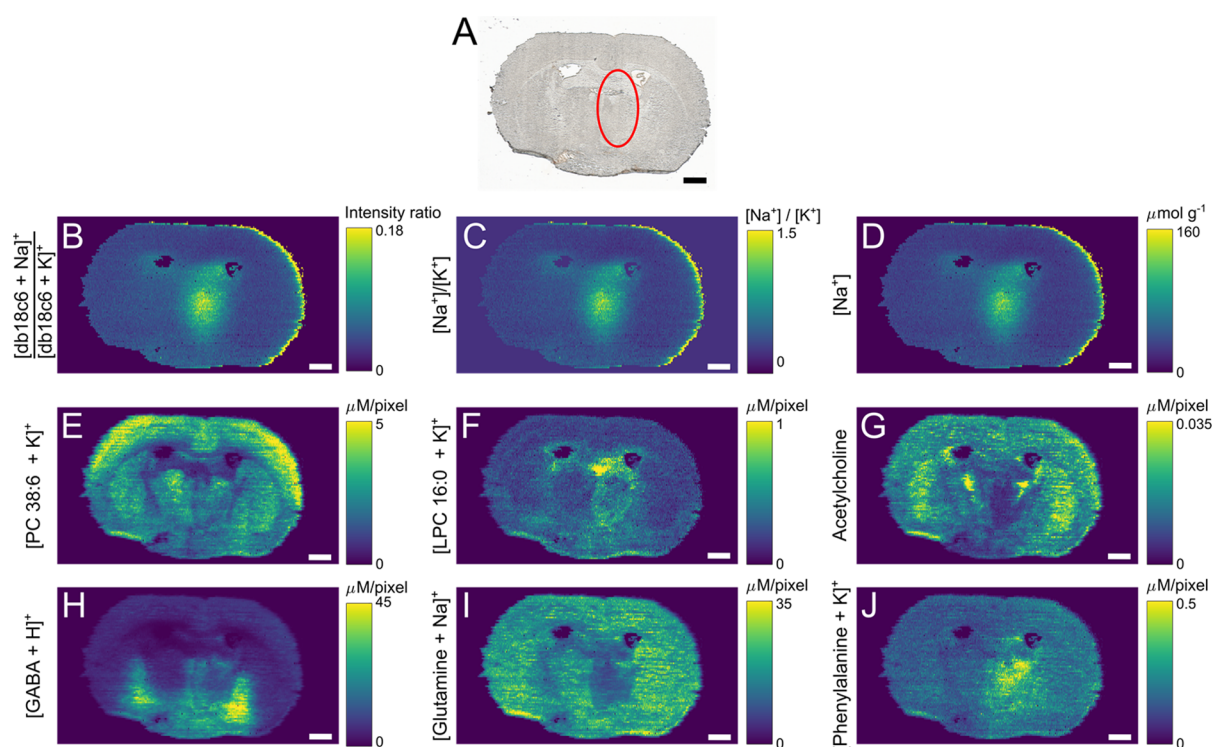 A
B
[db18c6 + Na]⁺
[db18c6 + K]⁺
Intensity ratio
0.18
0
C
[Na⁺]/[K⁺]
[Na⁺] / [K⁺]
1.5
0
D
[Na⁺]
μmol g⁻¹
160
0
E
[PC 38:6 + K]⁺
μM/pixel
5
0
F
[LPC 16:0 + K]⁺
μM/pixel
1
0
G
Acetylcholine
μM/pixel
0.035
0
H
[GABA + H]⁺
μM/pixel
45
0
I
[Glutamine + Na]⁺
μM/pixel
35
0
J
[Phenylalanine + K]⁺
μM/pixel
0.5
0